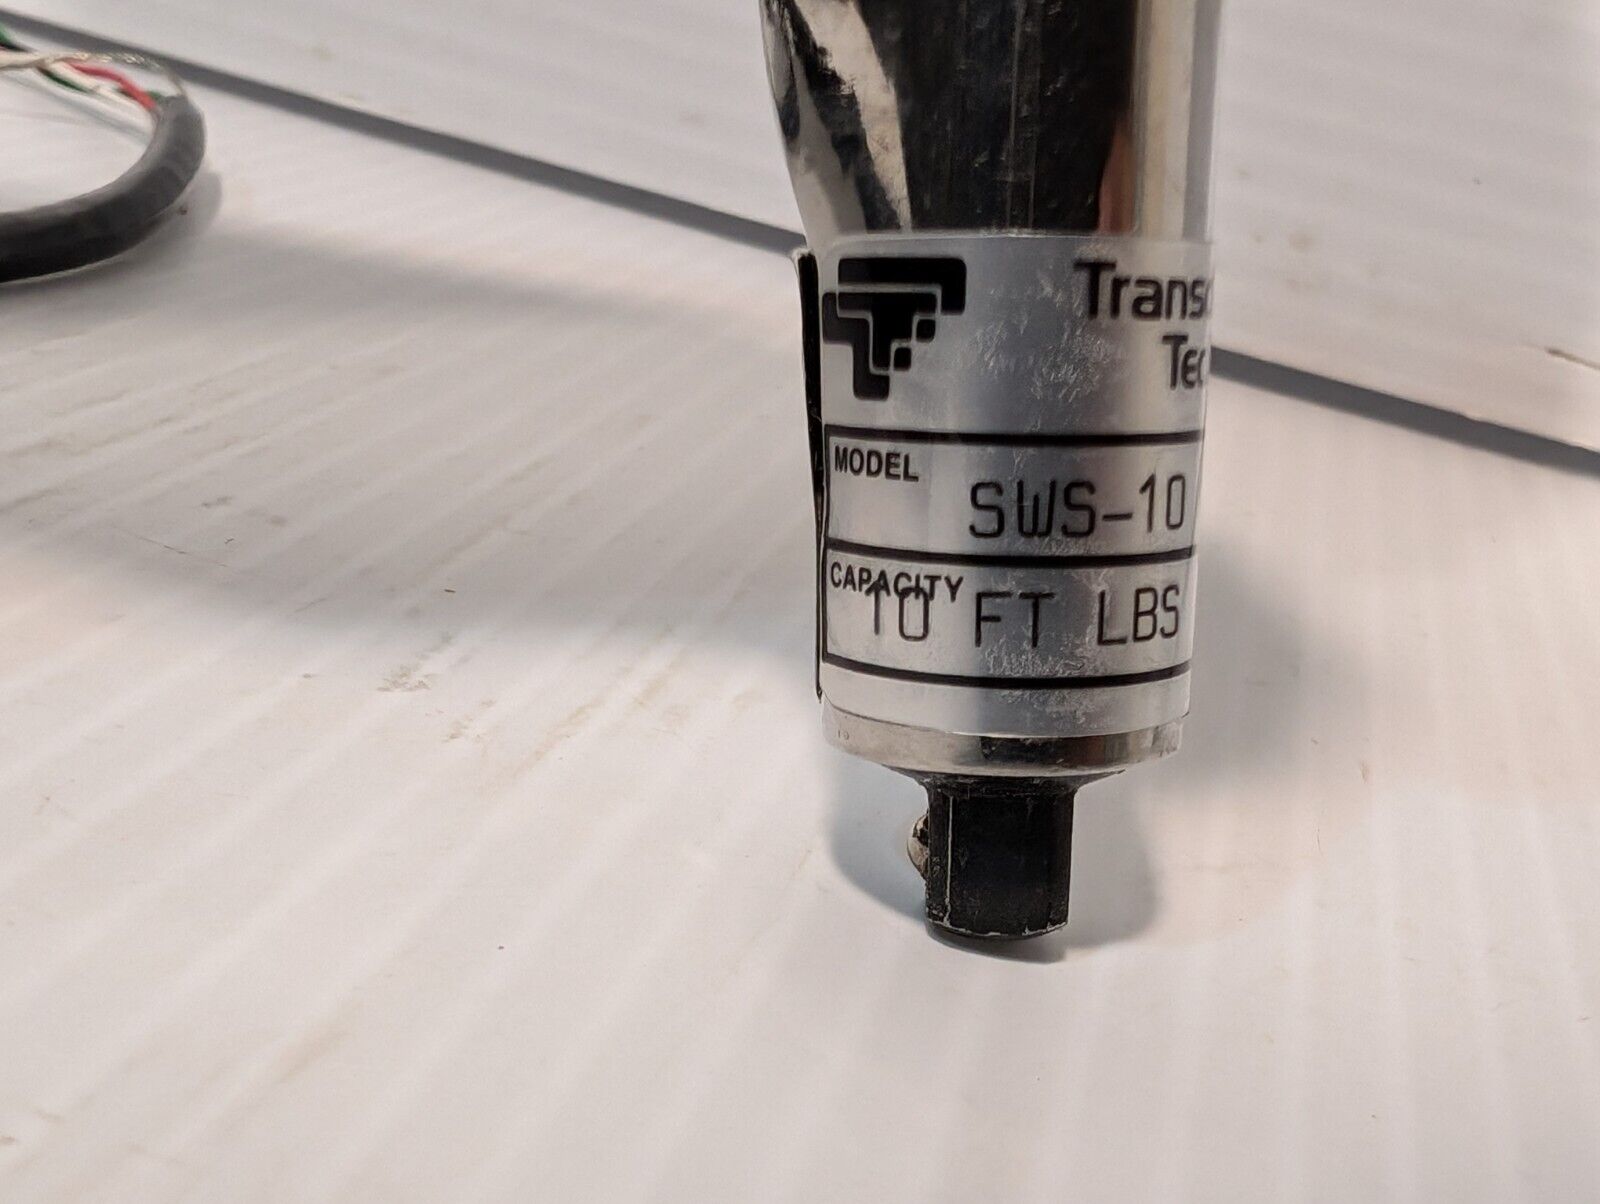 Transd
Tec
MODEL
SWS-10
CAPACITY
10 FT LBS